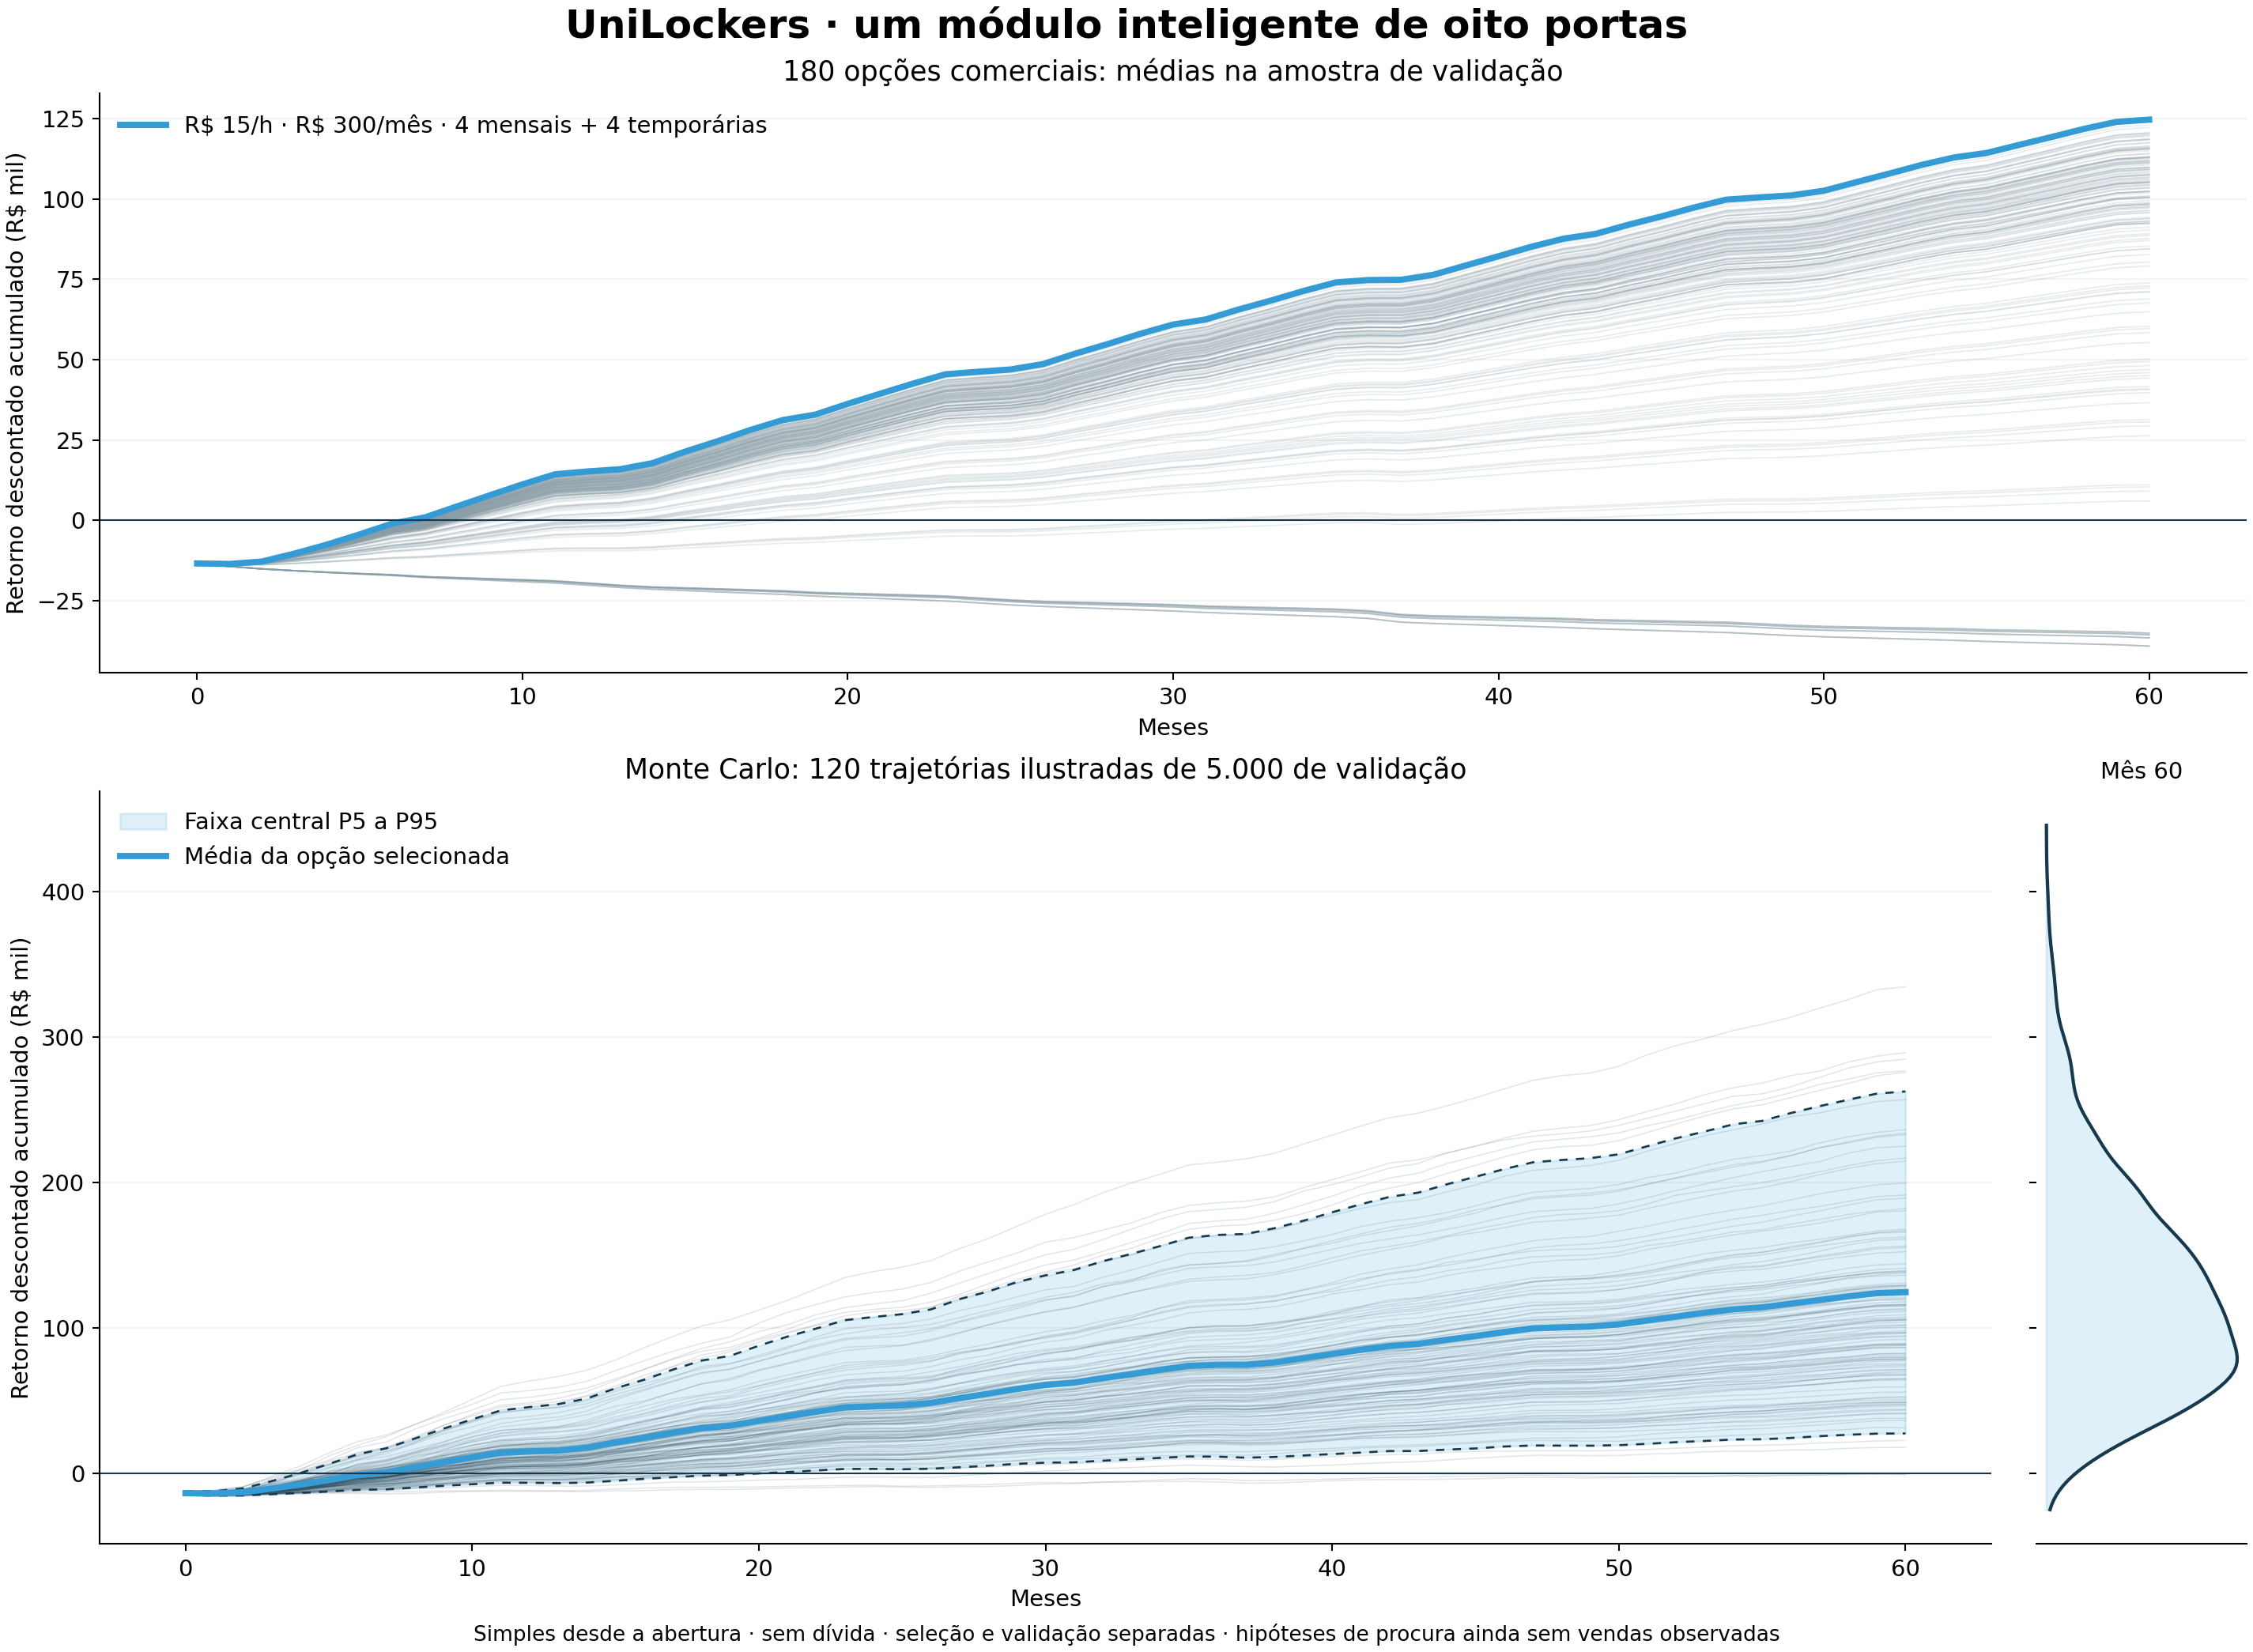 UniLockers · um módulo inteligente de oito portas
180 opções comerciais: médias na amostra de validação
R$ 15/h · R$ 300/mês · 4 mensais + 4 temporárias
Retorno descontado acumulado (R$ mil)
125
100
75
50
25
0
−25
0 10 20 30 40 50 60
Meses
Monte Carlo: 120 trajetórias ilustradas de 5.000 de validação
Mês 60
Faixa central P5 a P95
Média da opção selecionada
Retorno descontado acumulado (R$ mil)
400
300
200
100
0
0 10 20 30 40 50 60
Meses
Simples desde a abertura · sem dívida · seleção e validação separadas · hipóteses de procura ainda sem vendas observadas